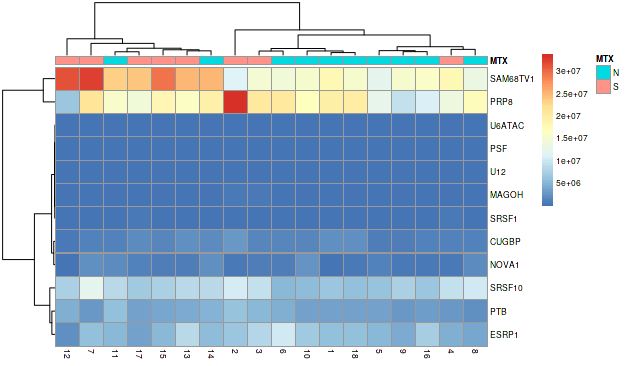 MTX
SAM68TV1
PRP8
U6ATAC
PSF
U12
MAGOH
SRSF1
CUGBP
NOVA1
SRSF10
PTB
ESRP1
12 7 11 17 15 13 14 2 3 6 10 1 18 5 9 16 4 8
3e+07
2.5e+07
2e+07
1.5e+07
1e+07
5e+06
MTX
N
S